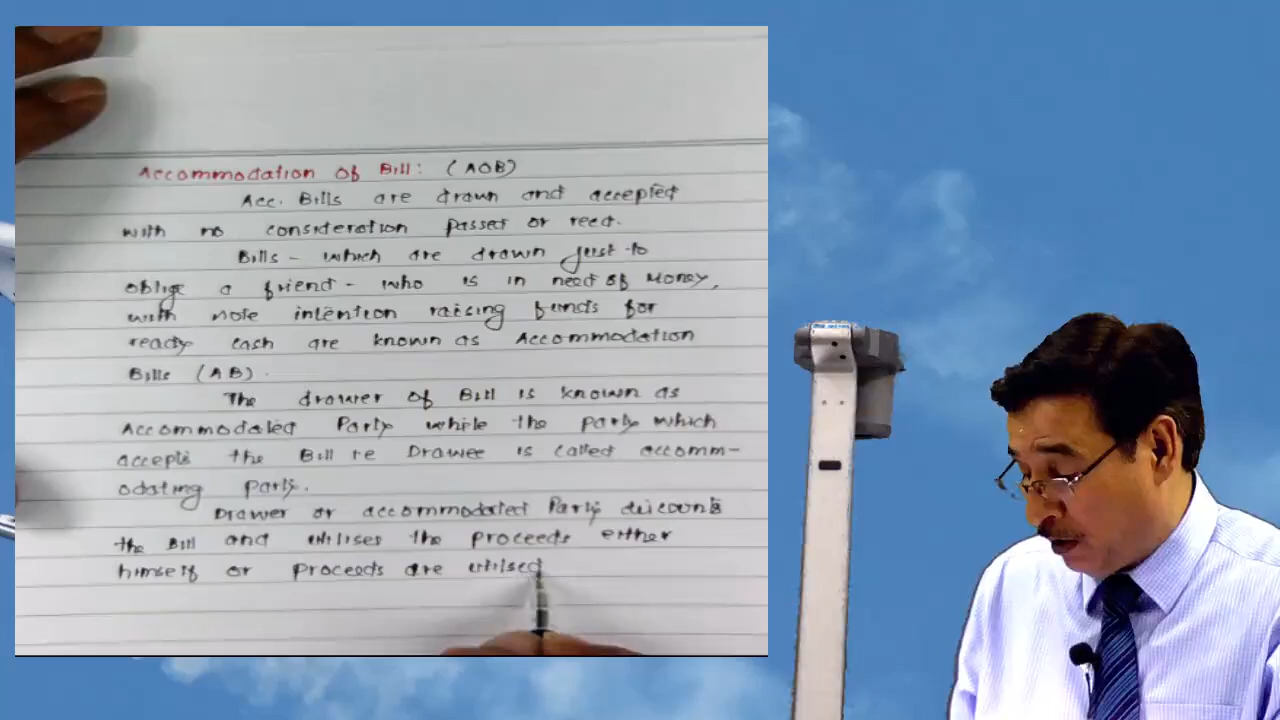 Accommodation of Bill: (AOB)
Acc. Bills are drawn and accepted
with no consideration passed or recd.
Bills - which are drawn just to
oblige a friend - who is in need of Money,
with mole intention raising funds for
ready cash are known as Accommodation
Bills (AB).
The drawer of Bill is known as
Accommodated Party while the party which
accepts the Bill ie Drawee is called accomm-
odating party.
Drawer or accommodated Party discounts
the Bill and utilises the proceeds either
himself or proceeds are utilised